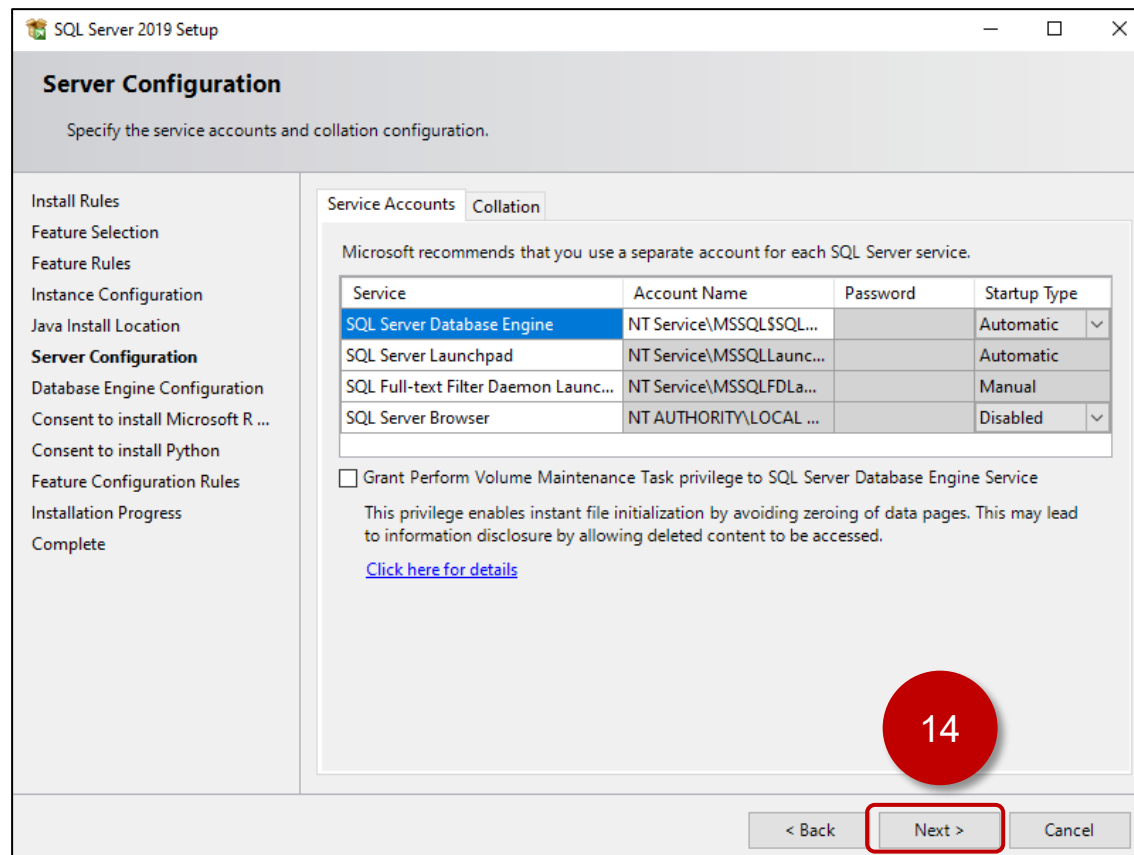 SQL Server 2019 Setup
Server Configuration
Specify the service accounts and collation configuration.
Install Rules
Feature Selection
Feature Rules
Instance Configuration
Java Install Location
Server Configuration
Database Engine Configuration
Consent to install Microsoft R ...
Consent to install Python
Feature Configuration Rules
Installation Progress
Complete
Service Accounts Collation
Microsoft recommends that you use a separate account for each SQL Server service.
Service Account Name Password Startup Type
SQL Server Database Engine NT Service\MSSQL$SQL... Automatic
SQL Server Launchpad NT Service\MSSQLLaunc... Automatic
SQL Full-text Filter Daemon Launc... NT Service\MSSQLFDLa... Manual
SQL Server Browser NT AUTHORITY\LOCAL ... Disabled
Grant Perform Volume Maintenance Task privilege to SQL Server Database Engine Service
This privilege enables instant file initialization by avoiding zeroing of data pages. This may lead
to information disclosure by allowing deleted content to be accessed.
Click here for details
14
< Back Next > Cancel